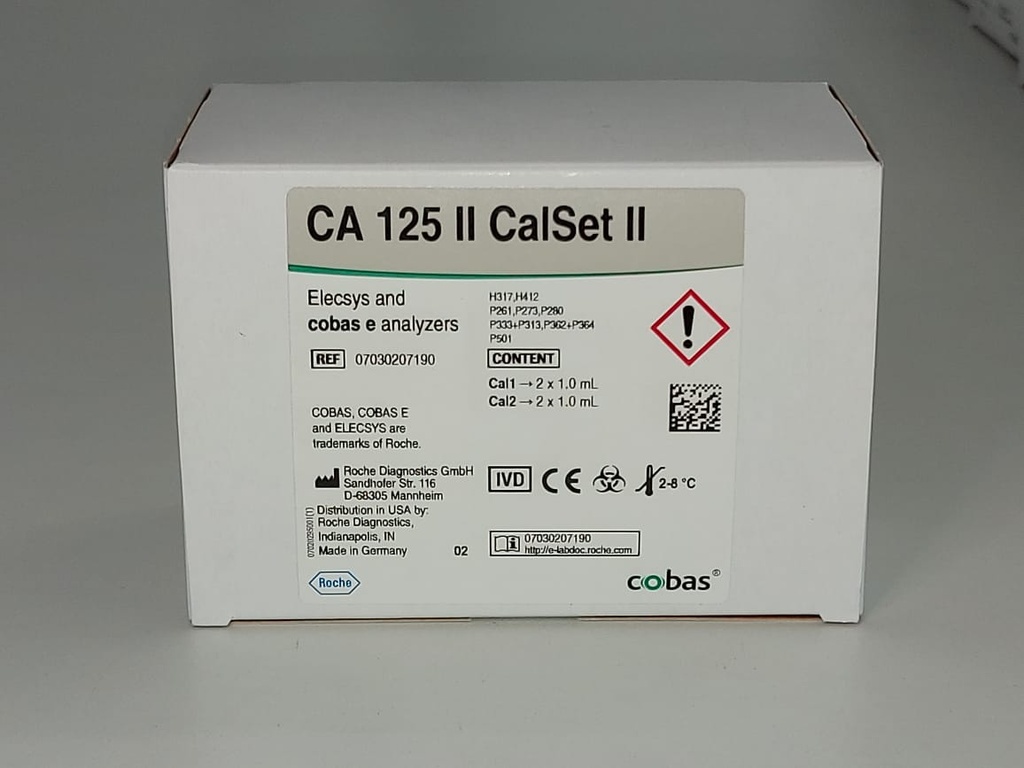 CA 125 II CalSet II
Elecsys and
cobas e analyzers
REF 07030207190
H317,H412
P261,P273,P280
P333+P313,P362+P364
P501
CONTENT
Cal1 → 2 x 1.0 mL
Cal2 → 2 x 1.0 mL
COBAS, COBAS E
and ELECSYS are
trademarks of Roche.
Roche Diagnostics GmbH
Sandhofer Str. 116
D-68305 Mannheim
Distribution in USA by:
Roche Diagnostics,
Indianapolis, IN
Made in Germany 02
IVD CE 2-8 °C
07030207190
http://e-labdoc.roche.com
Roche
cobas®